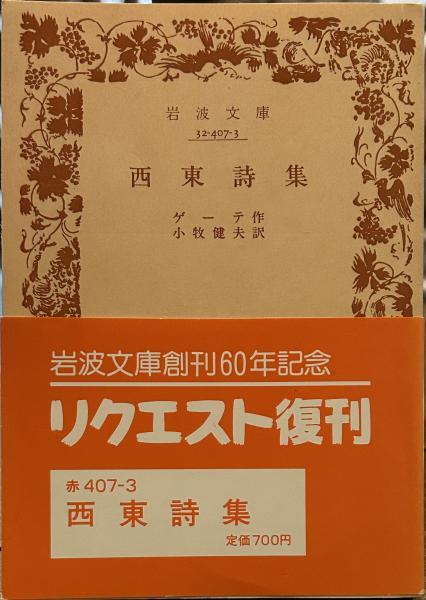 岩波文庫
32-407-3
西東詩集
ゲーテ作
小牧健夫訳
岩波文庫創刊60年記念
リクエスト復刊
赤 407-3
西東詩集
定価700円